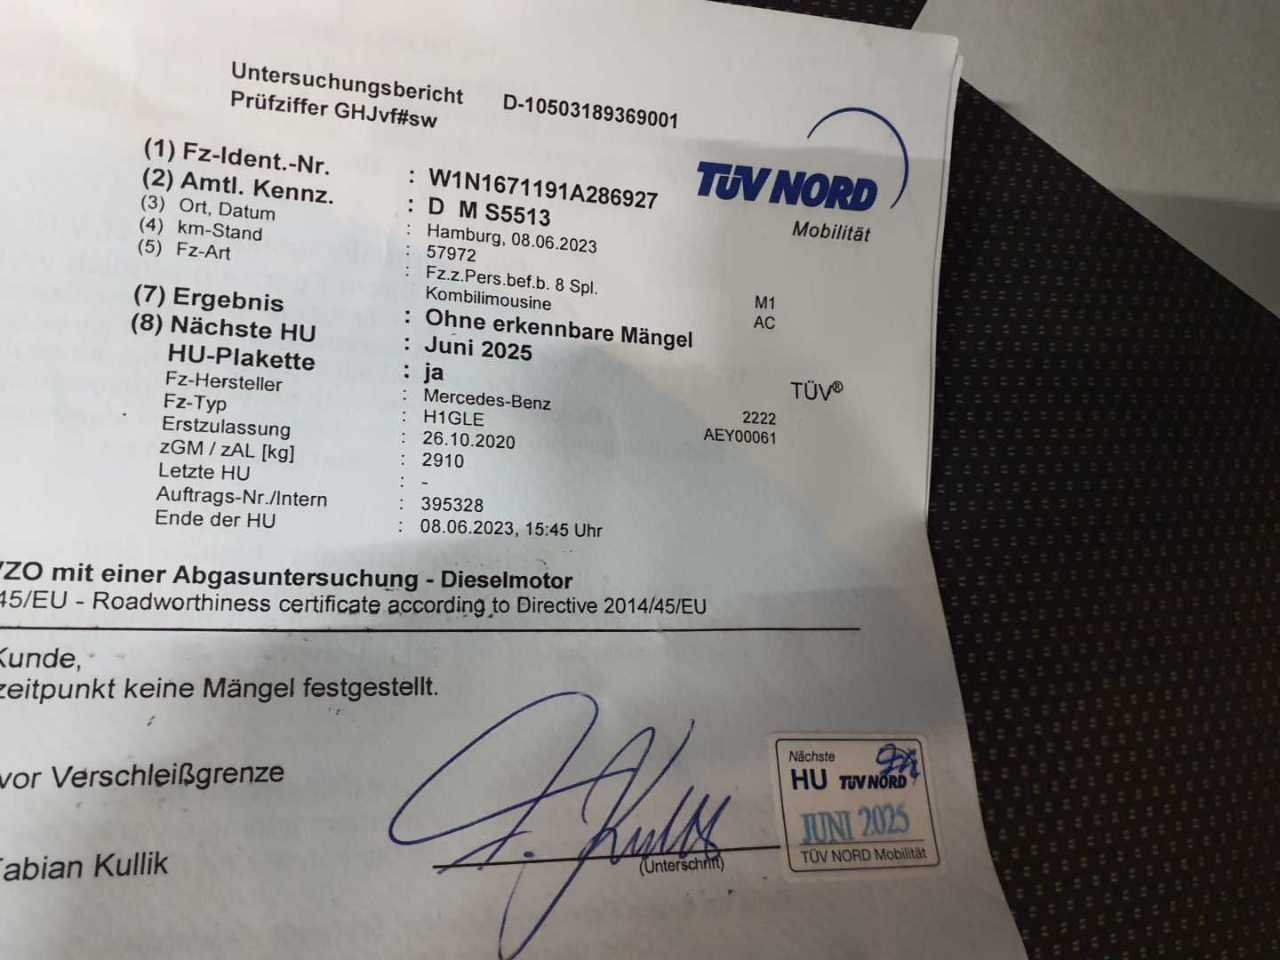 Untersuchungsbericht D-10503189369001
Prüfziffer GHJvf#sw
TÜV NORD
Mobilität
(1) Fz-Ident.-Nr. : W1N1671191A286927
(2) Amtl. Kennz. : D M S5513
(3) Ort, Datum : Hamburg, 08.06.2023
(4) km-Stand : 57972
(5) Fz-Art : Fz.z.Pers.bef.b. 8 Spl. M1
Kombilimousine AC
(7) Ergebnis : Ohne erkennbare Mängel
(8) Nächste HU : Juni 2025
HU-Plakette : ja TÜV®
Fz-Hersteller : Mercedes-Benz 2222
Fz-Typ : H1GLE AEY00061
Erstzulassung : 26.10.2020
zGM / zAL [kg] : 2910
Letzte HU : -
Auftrags-Nr./Intern : 395328
Ende der HU : 08.06.2023, 15:45 Uhr
VZO mit einer Abgasuntersuchung - Dieselmotor
45/EU - Roadworthiness certificate according to Directive 2014/45/EU
Kunde,
zeitpunkt keine Mängel festgestellt.
vor Verschleißgrenze
Fabian Kullik
F. Kullik
(Unterschrift)
Nächste
HU TÜV NORD
JUNI 2025
TÜV NORD Mobilität